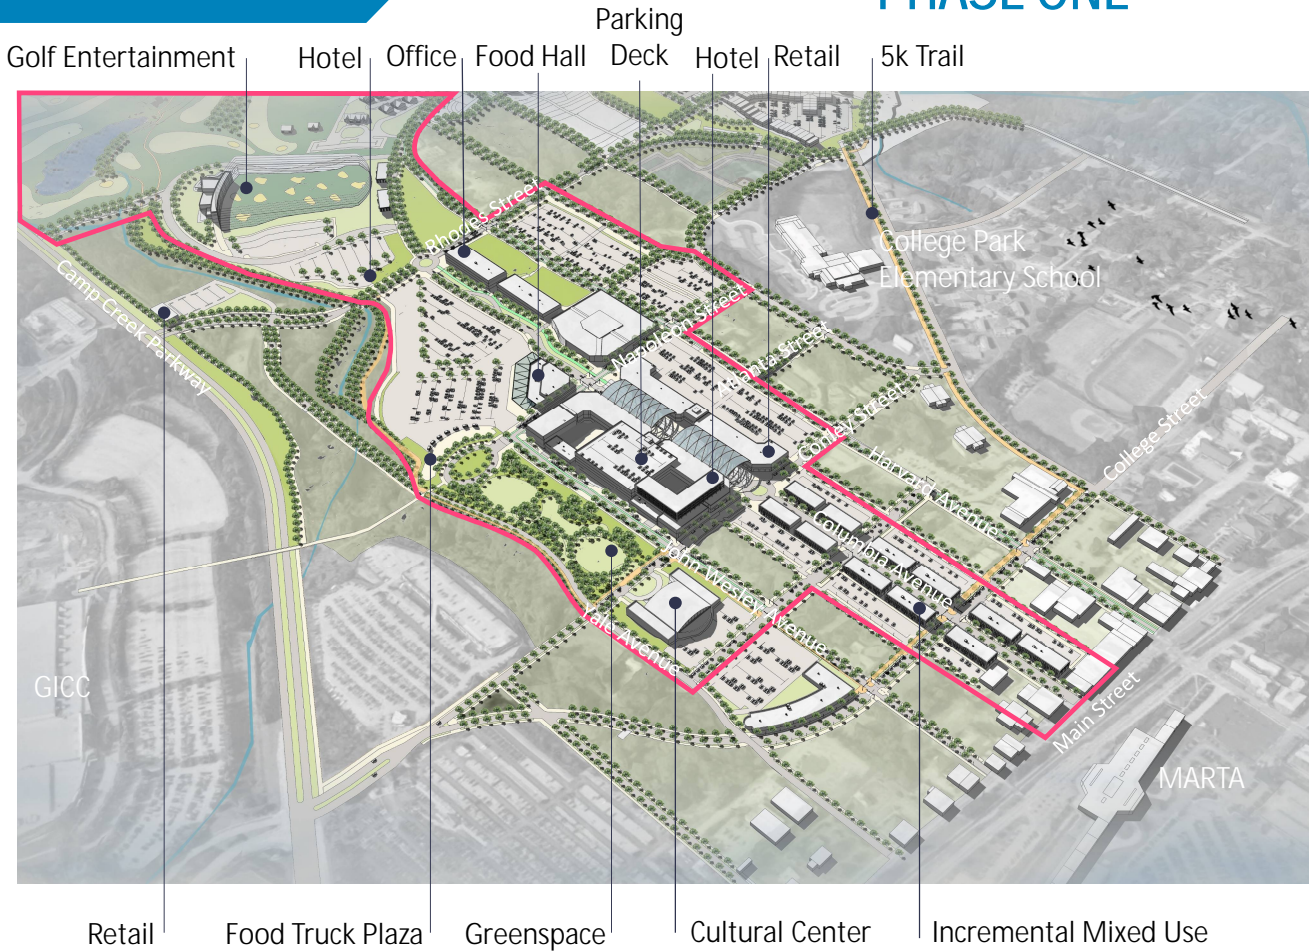 PHASE ONE
Golf Entertainment
Hotel
Office
Food Hall
Parking
Deck
Hotel
Retail
5k Trail
Rhodes Street
College Park
Elementary School
Camp Creek Parkway
Napoleon Street
Atlanta Street
Conley Street
College Street
Harvard Avenue
Columbia Avenue
John Wesley Avenue
Yale Avenue
GICC
Main Street
MARTA
Retail
Food Truck Plaza
Greenspace
Cultural Center
Incremental Mixed Use